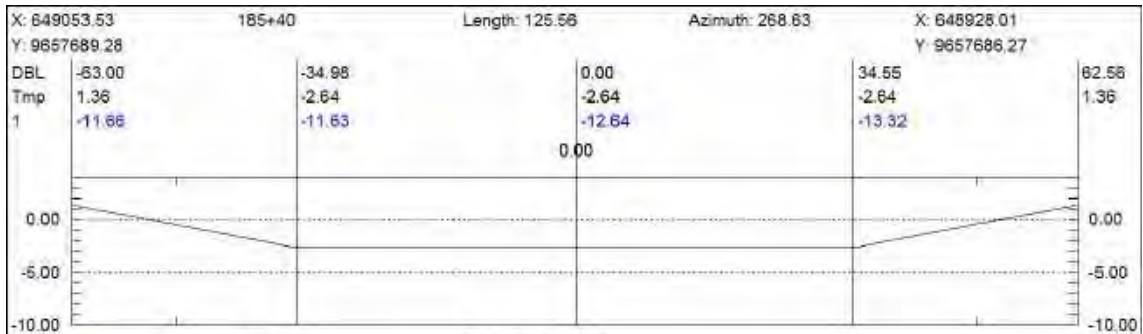 X: 649053.53 185+40 Length: 125.56 Azimuth: 268.63 X: 648928.01
Y: 9657689.28 Y: 9657686.27
DBL -63.00 -34.98 0.00 34.55 62.58
Tmp 1.36 -2.64 -2.64 -2.64 1.36
1 -11.66 -11.63 -12.64 -13.32
0.00
0.00 0.00
-5.00 -5.00
-10.00 -10.00